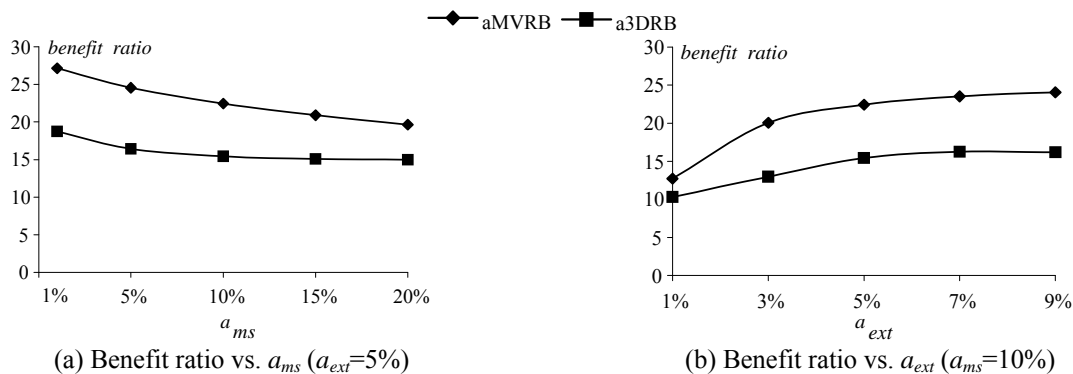 aMVRB a3DRB
benefit ratio
30
25
20
15
10
5
0
1% 5% 10% 15% 20%
a ms
(a) Benefit ratio vs. ams (aext=5%)
benefit ratio
30
25
20
15
10
5
0
1% 3% 5% 7% 9%
a ext
(b) Benefit ratio vs. aext (ams=10%)